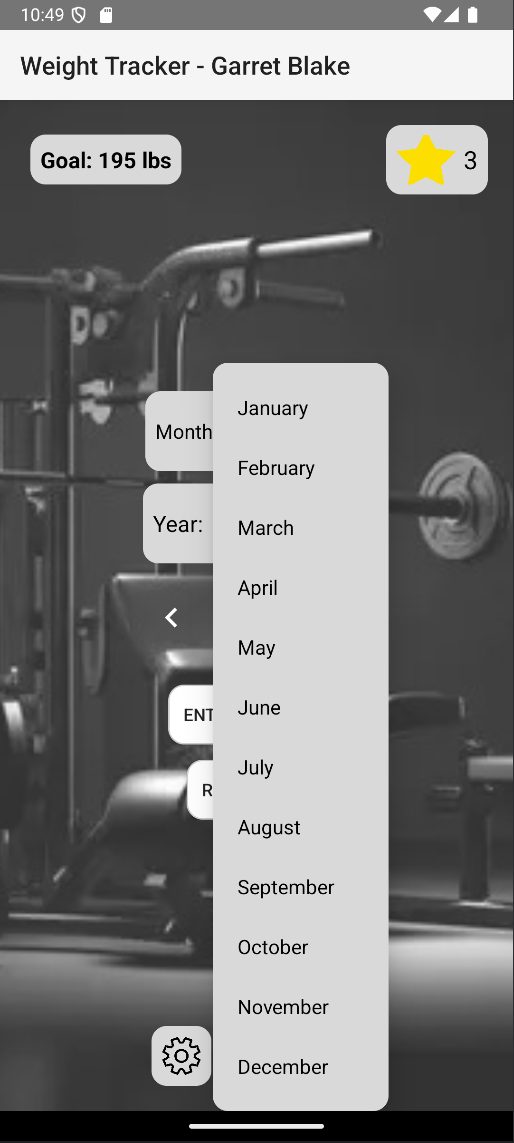 10:49
Weight Tracker - Garret Blake
Goal: 195 lbs
3
Month
Year:
ENT
R
January
February
March
April
May
June
July
August
September
October
November
December